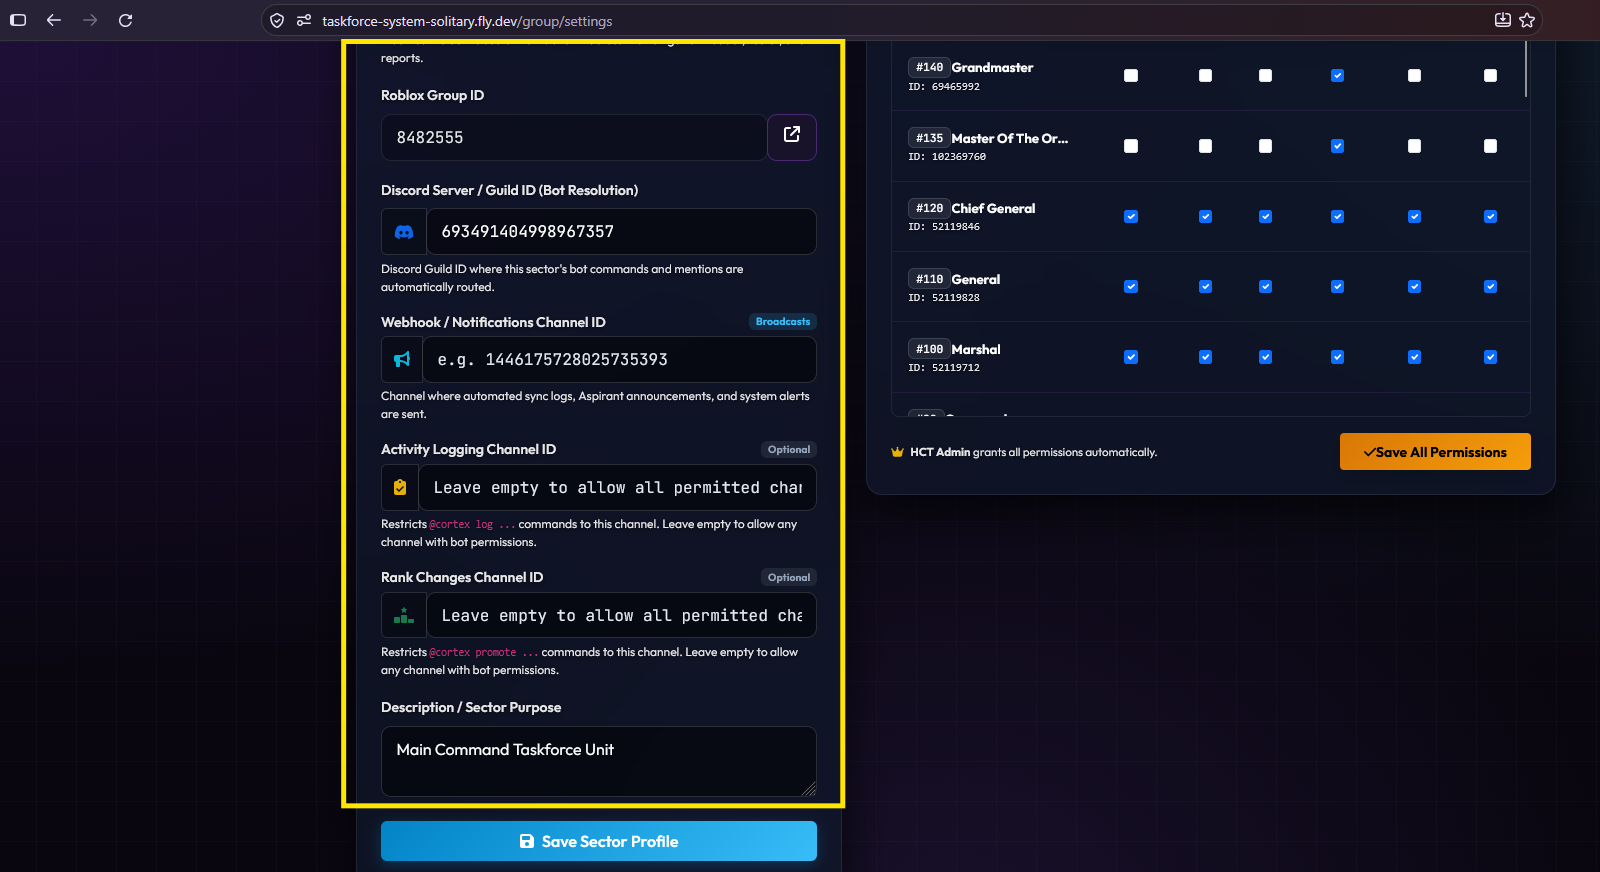 taskforce-system-solitary.fly.dev/group/settings
reports.
Roblox Group ID
8482555
Discord Server / Guild ID (Bot Resolution)
693491404998967357
Discord Guild ID where this sector's bot commands and mentions are
automatically routed.
Webhook / Notifications Channel ID
Broadcasts
e.g. 1446175728025735393
Channel where automated sync logs, Aspirant announcements, and system alerts
are sent.
Activity Logging Channel ID
Optional
Leave empty to allow all permitted char
Restricts @cortex log ... commands to this channel. Leave empty to allow any
channel with bot permissions.
Rank Changes Channel ID
Optional
Leave empty to allow all permitted cha
Restricts @cortex promote ... commands to this channel. Leave empty to allow
any channel with bot permissions.
Description / Sector Purpose
Main Command Taskforce Unit
Save Sector Profile
#140 Grandmaster
ID: 69465992
#135 Master Of The Or...
ID: 102369760
#120 Chief General
ID: 52119846
#110 General
ID: 52119828
#100 Marshal
ID: 52119712
HCT Admin grants all permissions automatically.
Save All Permissions